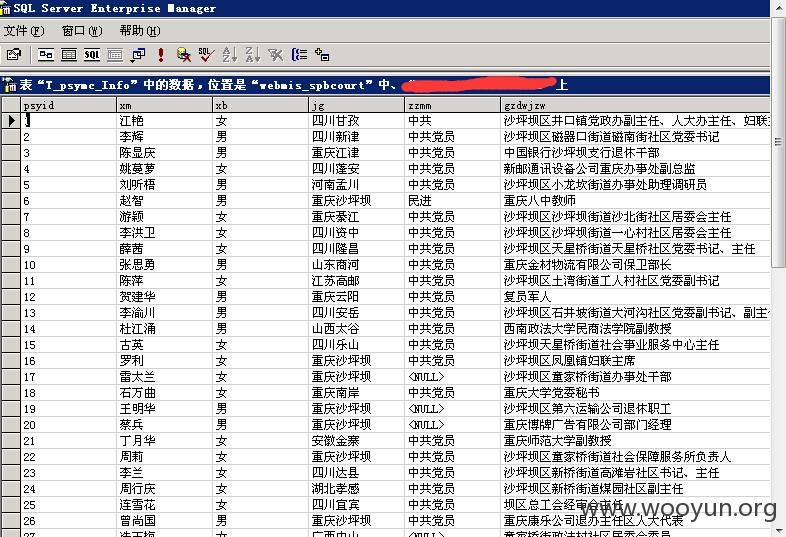 SQL Server Enterprise Manager
文件(F) 窗口(W) 帮助(H)
SQL SQL
表“T_psymc_Info”中的数据，位置是“webmis_spbcourt”中、“ 上
psyid xm xb jg zzmm gzdwjzw
1 江艳 女 四川甘孜 中共 沙坪坝区井口镇党政办副主任、人大办主任、妇联主
2 李辉 男 四川新津 中共党员 沙坪坝区磁器口街道磁南街社区党委书记
3 陈显庆 男 重庆江津 中共党员 中国银行沙坪坝支行退休干部
4 姚蓦萝 女 四川蓬安 中共党员 新邮通讯设备公司重庆办事处副总监
5 刘听梧 男 河南孟川 中共党员 沙坪坝区小龙坎街道办事处助理调研员
6 赵智 男 重庆沙坪坝 民进 重庆八中教师
7 游颖 女 重庆綦江 中共党员 沙坪坝区沙坪坝街道沙北街社区居委会主任
8 李洪卫 女 四川资中 中共党员 沙坪坝区沙坪坝街道一心村社区居委会主任
9 薛茜 女 四川隆昌 中共党员 沙坪坝区天星桥街道天星桥社区党委书记、主任
10 张思勇 男 山东商河 中共党员 重庆金材物流有限公司保卫部长
11 陈萍 女 江苏高邮 中共党员 沙坪坝区土湾街道工人村社区党委副书记
12 贺建华 男 重庆云阳 中共党员 复员军人
13 李渝川 男 四川安岳 中共党员 沙坪坝区石井坡街道大河沟社区党委副书记、副主
14 杜江涌 男 山西太谷 中共党员 西南政法大学民商法学院副教授
15 古英 女 四川乐山 中共党员 沙坪坝天星桥街道社会事业服务中心主任
16 罗利 女 重庆沙坪坝 中共党员 沙坪坝区凤凰镇妇联主席
17 雷太兰 女 重庆沙坪坝 <NULL> 沙坪坝区童家桥街道办事处干部
18 石万曲 女 重庆南岸 中共党员 重庆大学党委秘书
19 王明华 男 重庆沙坪坝 <NULL> 沙坪坝区第六运输公司退休职工
20 蔡兵 男 重庆沙坪坝 <NULL> 重庆博牌广告有限公司部门经理
21 丁月华 女 安徽金寨 中共党员 重庆师范大学副教授
22 周莉 女 重庆沙坪坝 中共党员 沙坪坝区童家桥街道社会保障服务所负责人
23 李兰 女 四川达县 中共党员 沙坪坝区新桥街道高滩岩社区书记、主任
24 周行庆 女 湖北孝感 中共党员 沙坪坝区新桥街道煤园社区副主任
25 连雪花 女 四川宜宾 中共党员 坝区总工会经审会主任
26 曾尚国 男 重庆江津 中共党员 重庆康乐公司退办主任区人大代表
www.wooyun.org